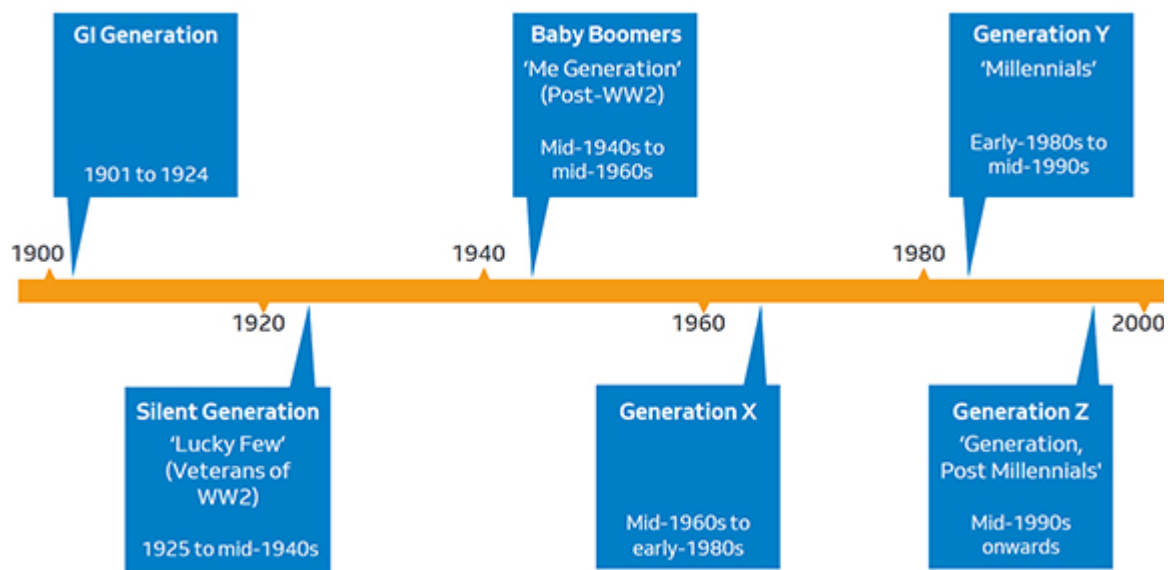 GI Generation
1901 to 1924
Baby Boomers
'Me Generation'
(Post-WW2)
Mid-1940s to
mid-1960s
Generation Y
'Millennials'
Early-1980s to
mid-1990s
1900
1940
1980
1920
1960
2000
Silent Generation
'Lucky Few'
(Veterans of
WW2)
1925 to mid-1940s
Generation X
Mid-1960s to
early-1980s
Generation Z
'Generation,
Post Millennials'
Mid-1990s
onwards